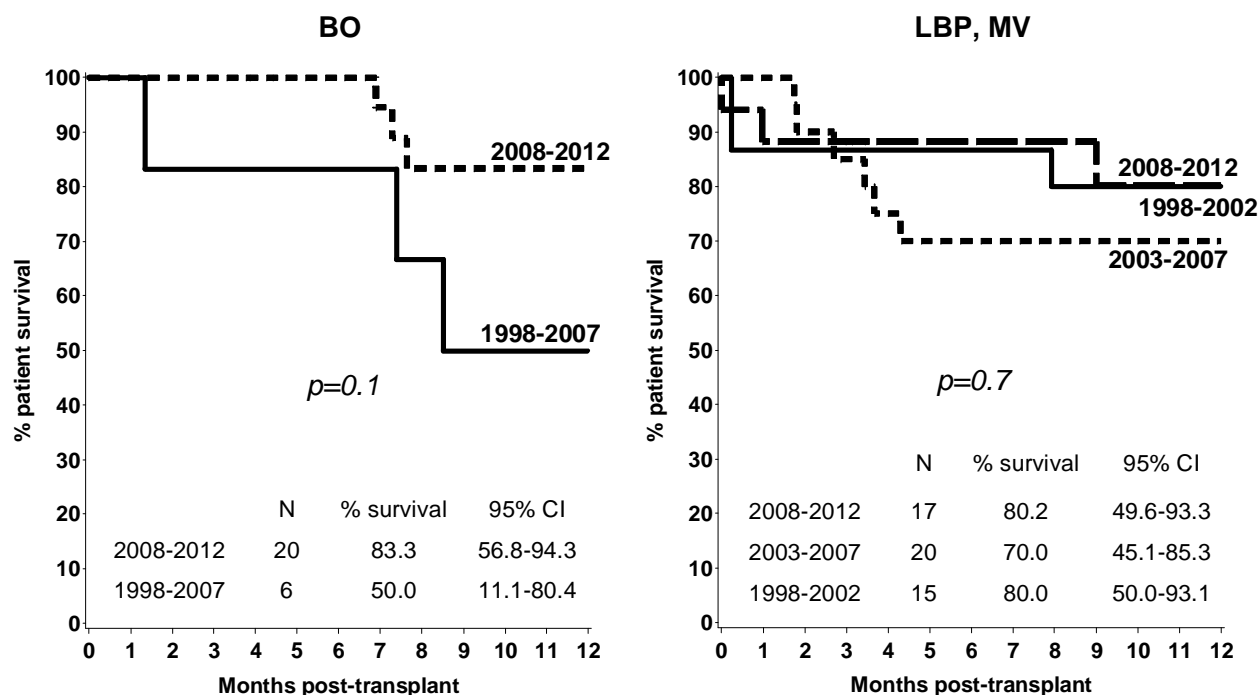 BO
% patient survival
100
90
80
70
60
50
40
30
20
10
0
2008-2012
1998-2007
p=0.1
N % survival 95% CI
2008-2012 20 83.3 56.8-94.3
1998-2007 6 50.0 11.1-80.4
0 1 2 3 4 5 6 7 8 9 10 11 12
Months post-transplant
LBP, MV
% patient survival
100
90
80
70
60
50
40
30
20
10
0
2008-2012
1998-2002
2003-2007
p=0.7
N % survival 95% CI
2008-2012 17 80.2 49.6-93.3
2003-2007 20 70.0 45.1-85.3
1998-2002 15 80.0 50.0-93.1
0 1 2 3 4 5 6 7 8 9 10 11 12
Months post-transplant